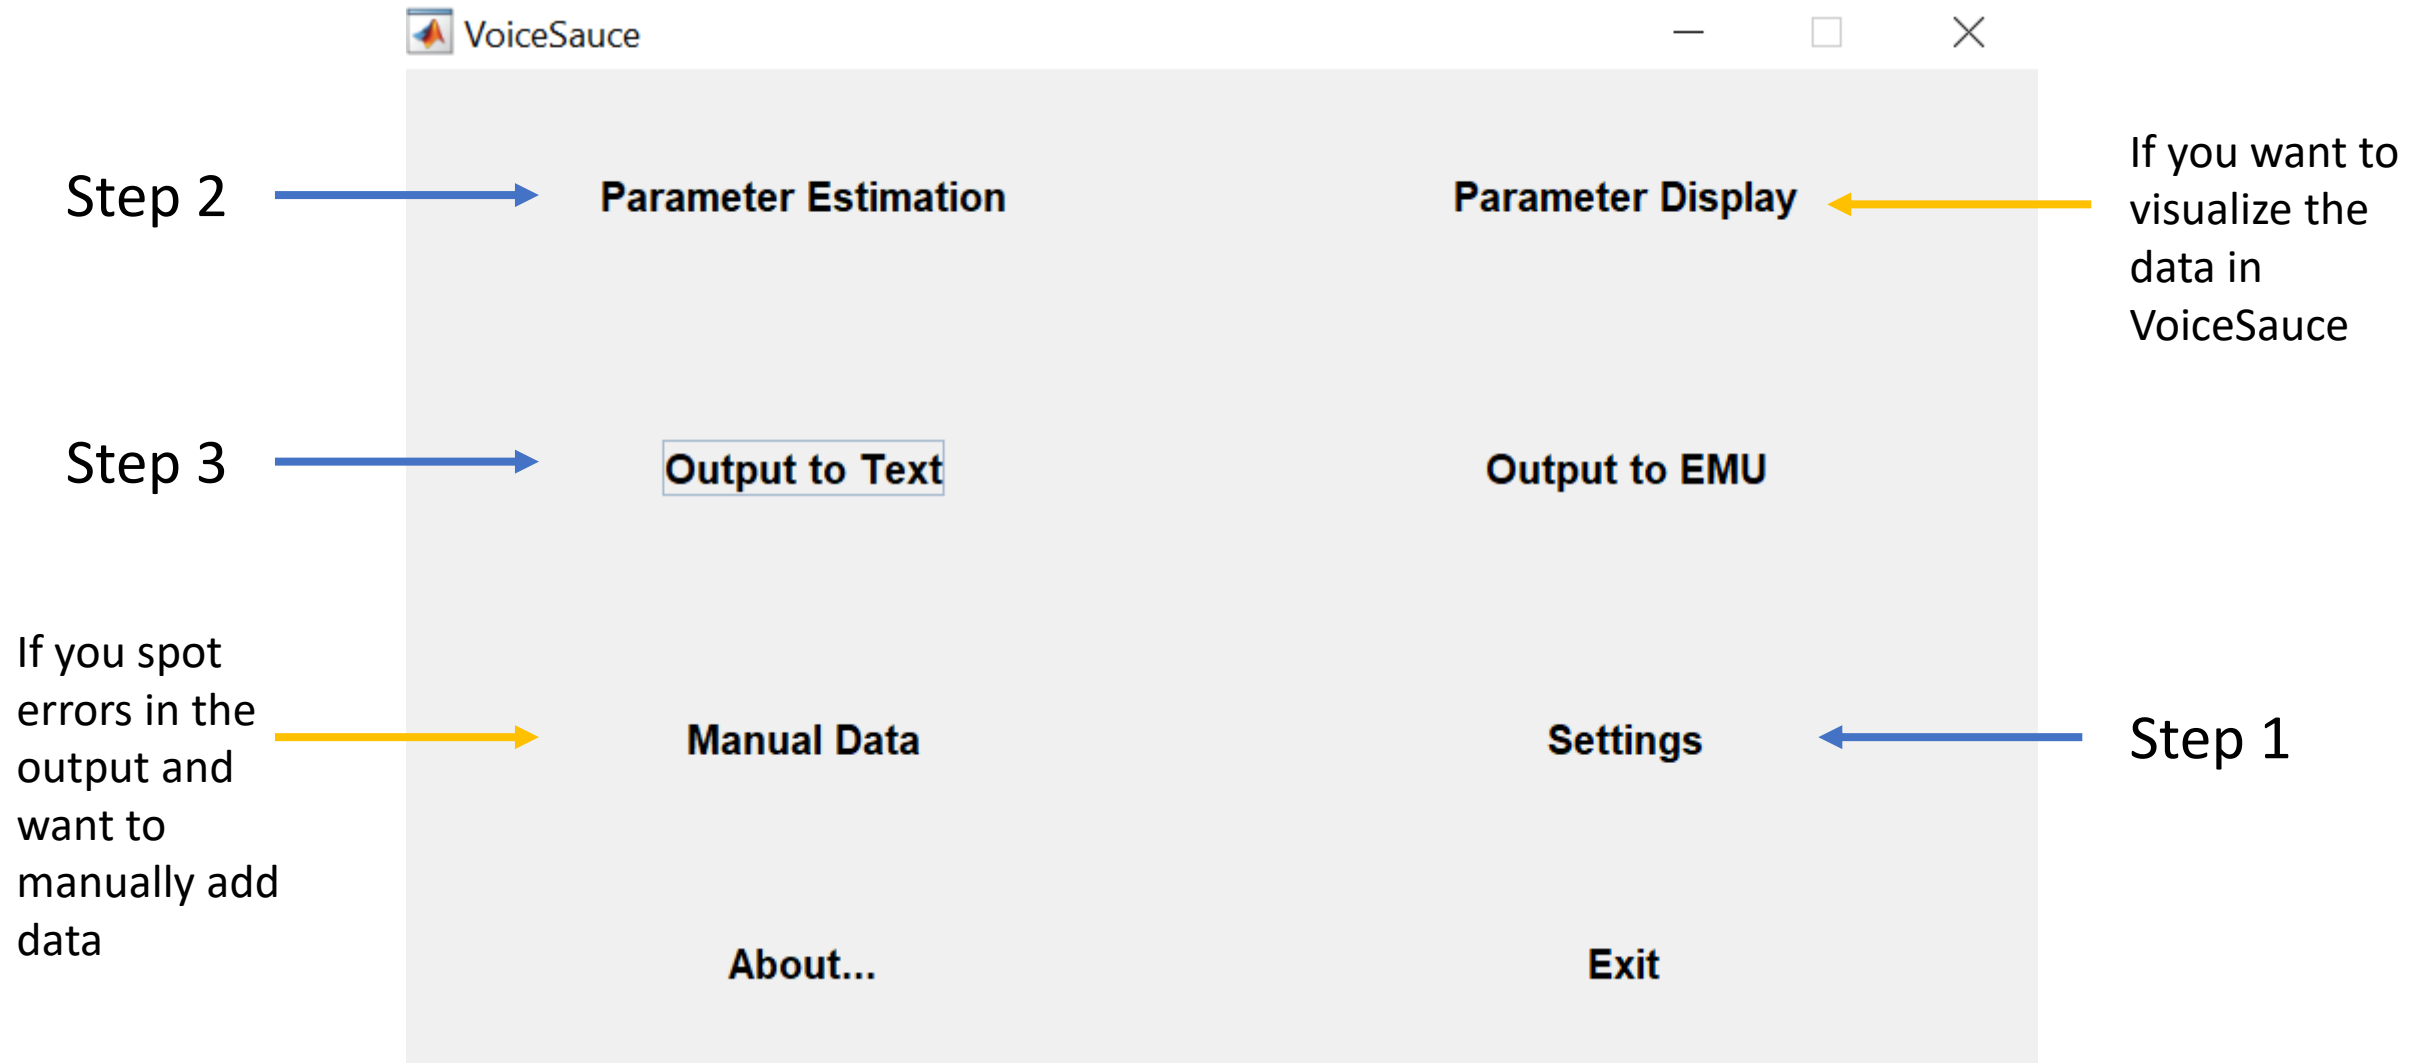 VoiceSauce
Step 2
Parameter Estimation
Parameter Display
If you want to
visualize the
data in
VoiceSauce
Step 3
Output to Text
Output to EMU
If you spot
errors in the
output and
want to
manually add
data
Manual Data
Settings
Step 1
About...
Exit